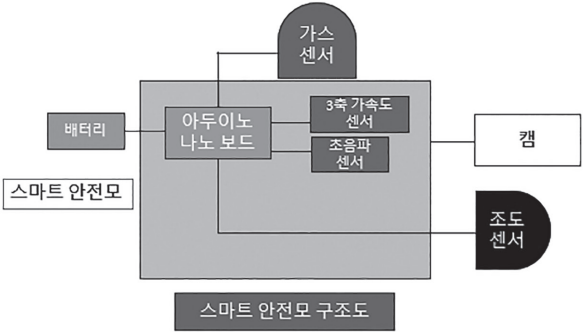 가스
센서
3축 가속도
센서
아두이노
나노 보드
배터리
초음파
센서
캠
스마트 안전모
조도
센서
스마트 안전모 구조도